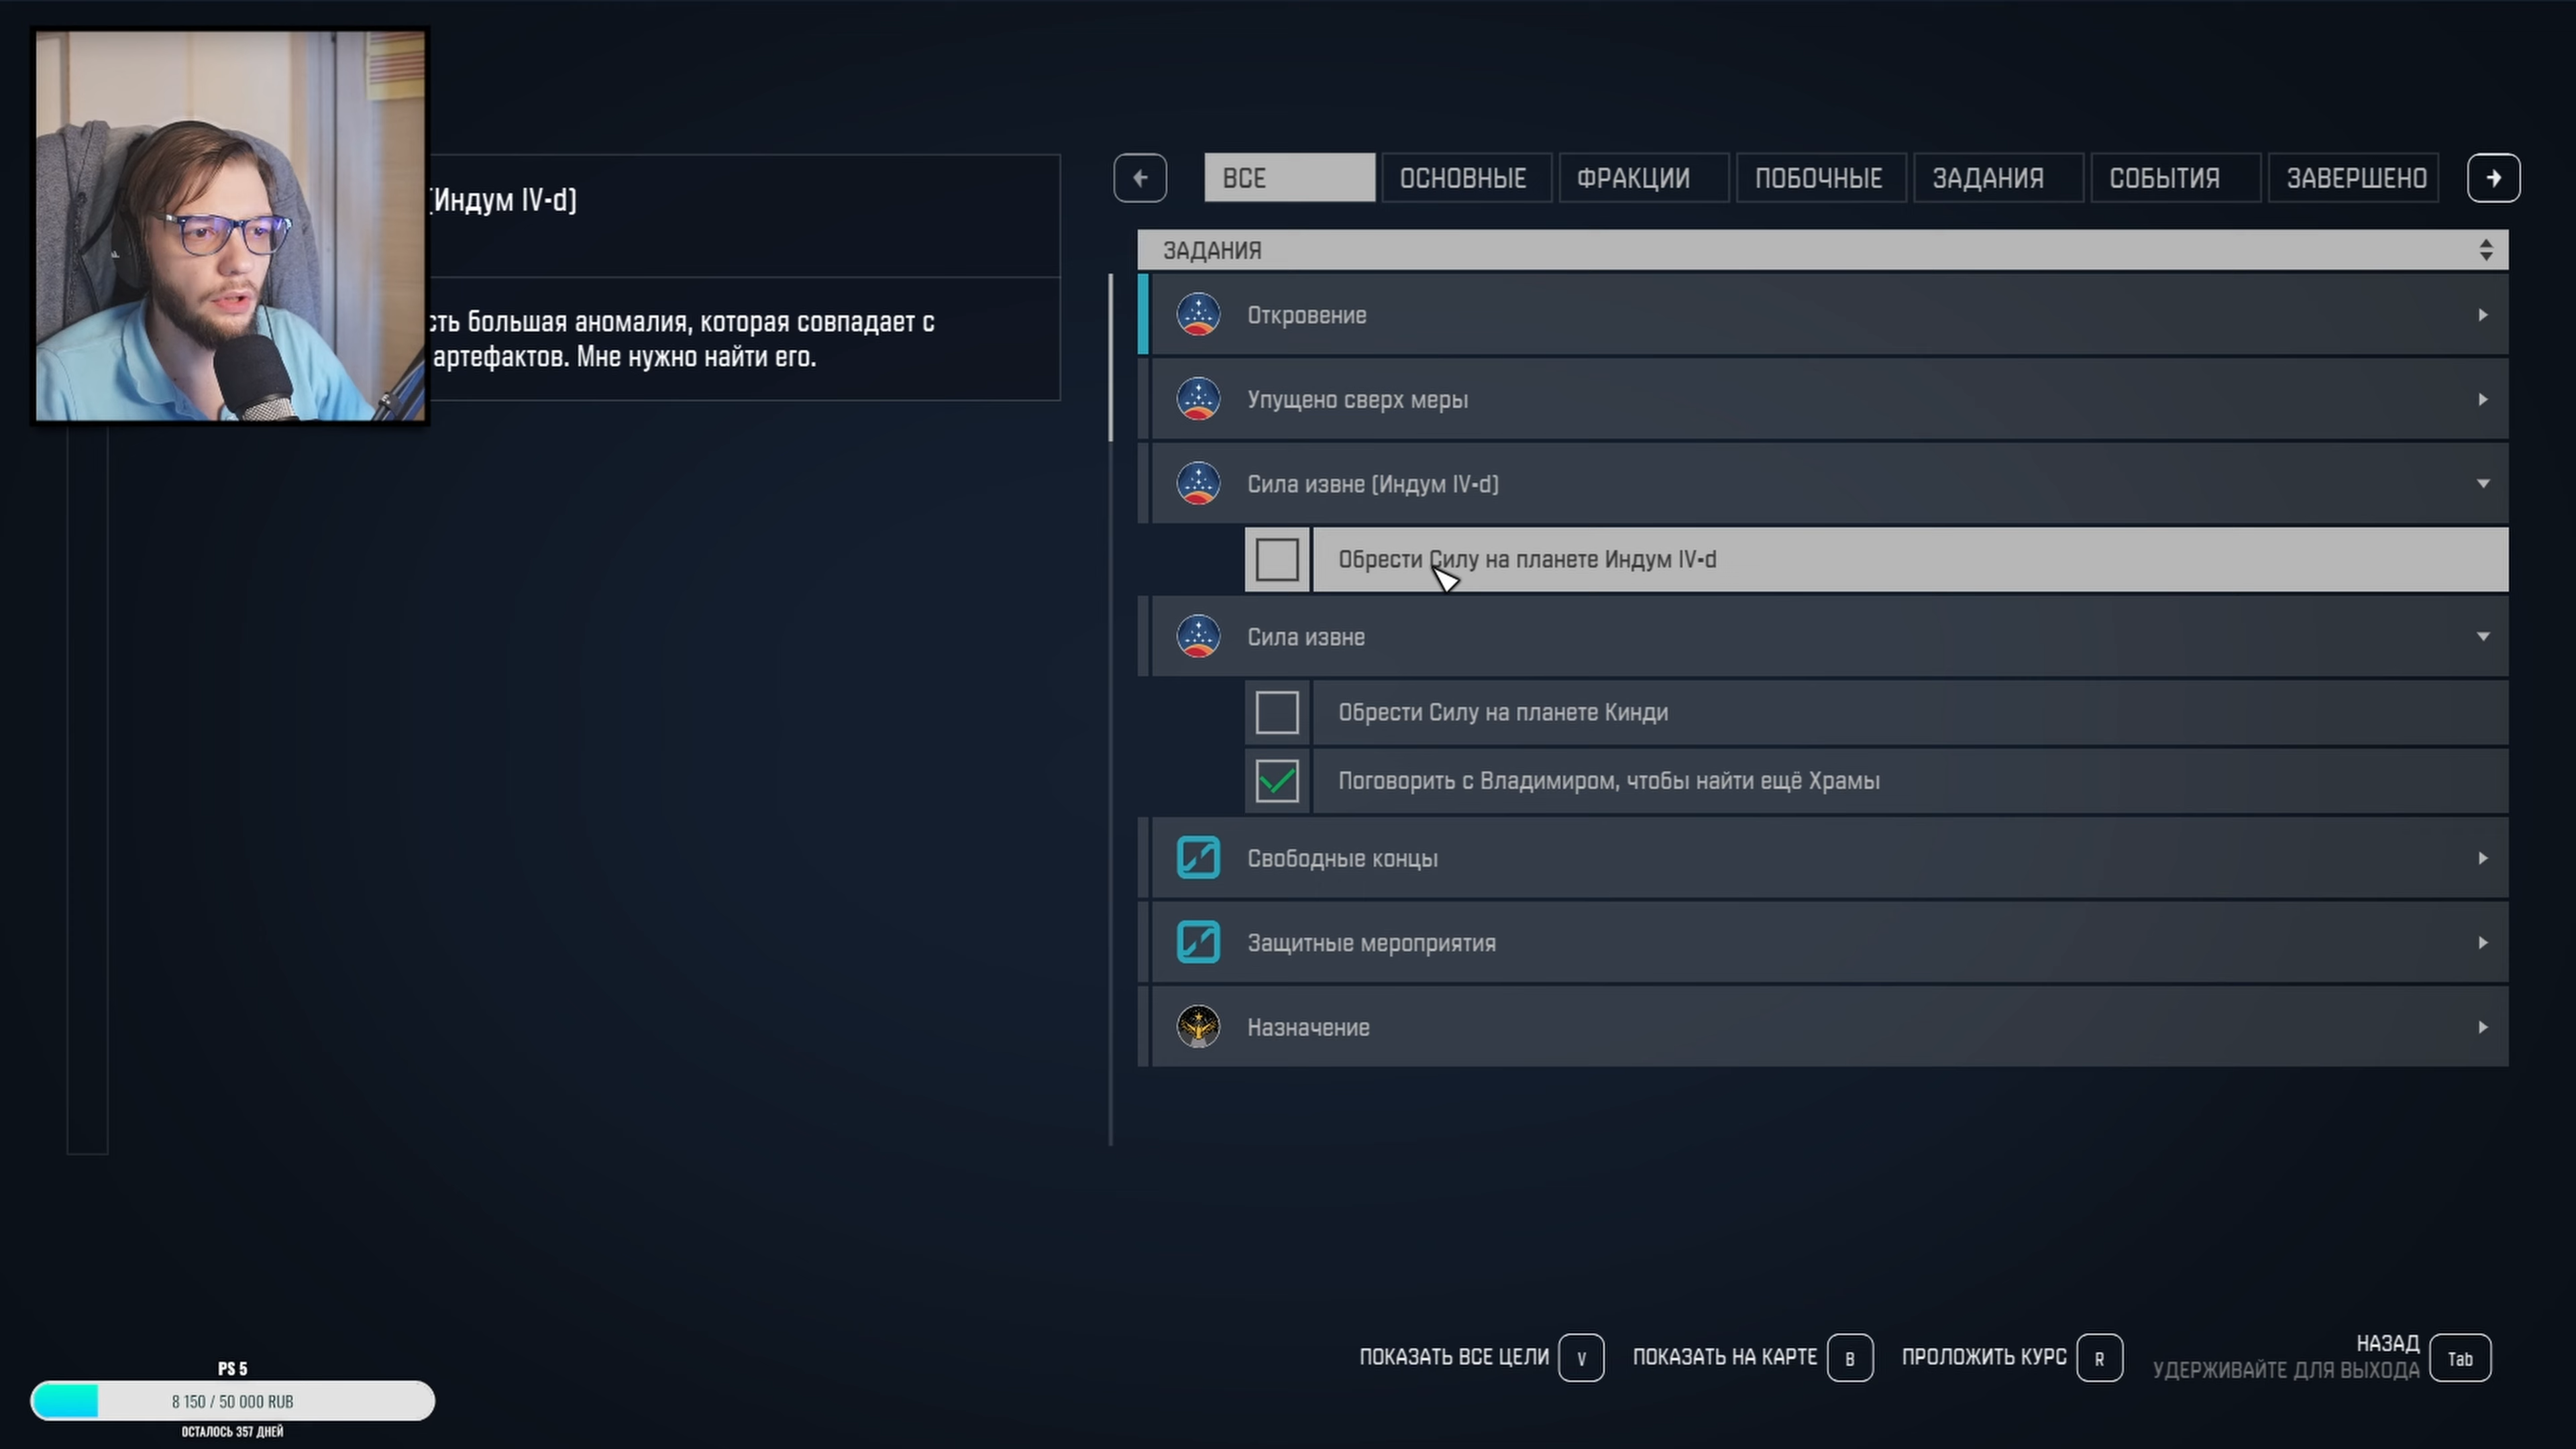 [Индум IV-d]
сть большая аномалия, которая совпадает с
артефактов. Мне нужно найти его.
ВСЕ
ОСНОВНЫЕ
ФРАКЦИИ
ПОБОЧНЫЕ
ЗАДАНИЯ
СОБЫТИЯ
ЗАВЕРШЕНО
ЗАДАНИЯ
Откровение
Упущено сверх меры
Сила извне [Индум IV-d]
Обрести Силу на планете Индум IV-d
Сила извне
Обрести Силу на планете Кинди
Поговорить с Владимиром, чтобы найти ещё Храмы
Свободные концы
Защитные мероприятия
Назначение
PS 5
8 150 / 50 000 RUB
ОСТАЛОСЬ 357 ДНЕЙ
ПОКАЗАТЬ ВСЕ ЦЕЛИ V
ПОКАЗАТЬ НА КАРТЕ B
ПРОЛОЖИТЬ КУРС R
НАЗАД
УДЕРЖИВАЙТЕ ДЛЯ ВЫХОДА
Tab